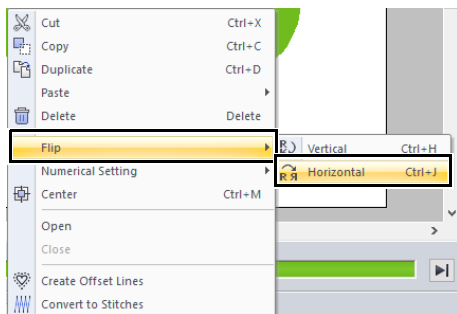 Cut Ctrl+X
Copy Ctrl+C
Duplicate Ctrl+D
Paste
Delete Delete
Flip
Vertical Ctrl+H
Numerical Setting
Horizontal Ctrl+J
Center Ctrl+M
Open
Close
Create Offset Lines
Convert to Stitches